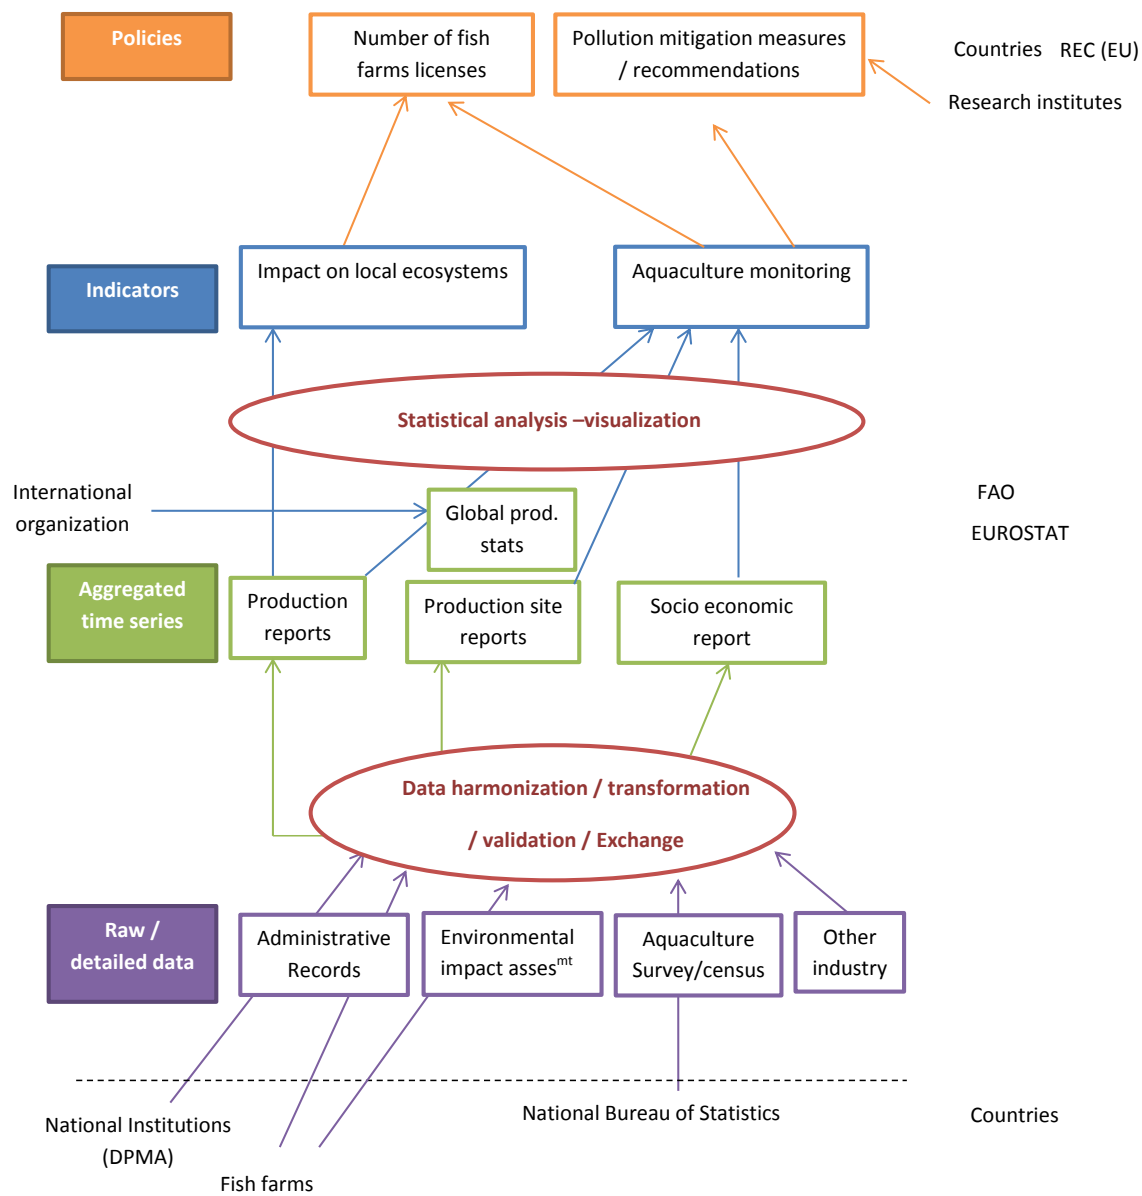 Policies
Number of fish
farms licenses
Pollution mitigation measures
/ recommendations
Countries REC (EU)
Research institutes
Indicators
Impact on local ecosystems
Aquaculture monitoring
Statistical analysis –visualization
International
organization
Global prod.
stats
FAO
EUROSTAT
Aggregated
time series
Production
reports
Production site
reports
Socio economic
report
Data harmonization / transformation
/ validation / Exchange
Raw /
detailed data
Administrative
Records
Environmental
impact asses^mt
Aquaculture
Survey/census
Other
industry
National Institutions
(DPMA)
Fish farms
National Bureau of Statistics
Countries